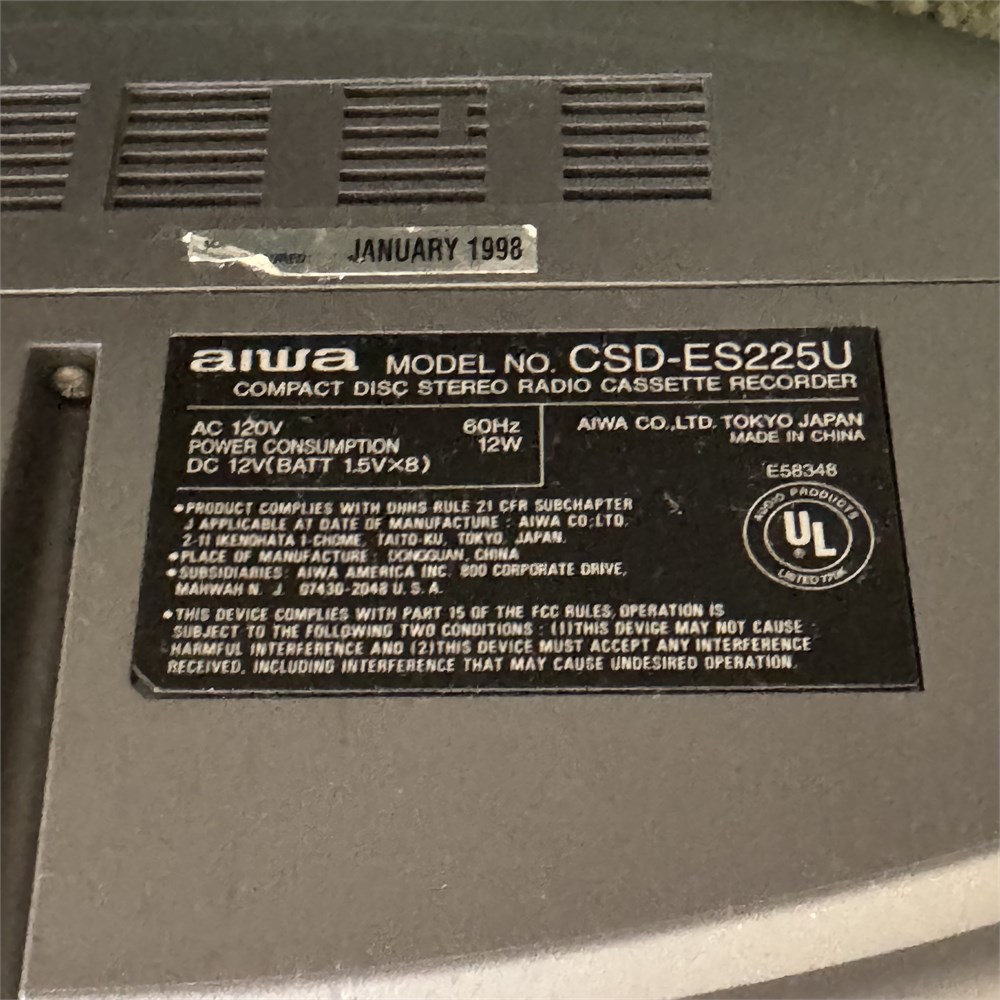 JANUARY 1998
aiwa MODEL NO. CSD-ES225U
COMPACT DISC STEREO RADIO CASSETTE RECORDER
AC 120V 60Hz
POWER CONSUMPTION 12W
DC 12V(BATT 1.5V×8)
AIWA CO.,LTD. TOKYO JAPAN
MADE IN CHINA
E58348
AUDIO PRODUCTS
UL
®
LISTED
•PRODUCT COMPLIES WITH DHHS RULE 21 CFR SUBCHAPTER
J APPLICABLE AT DATE OF MANUFACTURE : AIWA CO.,LTD.
2-11 IKENOHATA 1-CHOME, TAITO-KU, TOKYO, JAPAN.
•PLACE OF MANUFACTURE : DONGGUAN, CHINA
•SUBSIDIARIES: AIWA AMERICA INC. 800 CORPORATE DRIVE,
MAHWAH N. J. 07430-2048 U. S. A.
•THIS DEVICE COMPLIES WITH PART 15 OF THE FCC RULES, OPERATION IS
SUBJECT TO THE FOLLOWING TWO CONDITIONS : (1)THIS DEVICE MAY NOT CAUSE
HARMFUL INTERFERENCE AND (2)THIS DEVICE MUST ACCEPT ANY INTERFERENCE
RECEIVED, INCLUDING INTERFERENCE THAT MAY CAUSE UNDESIRED OPERATION.